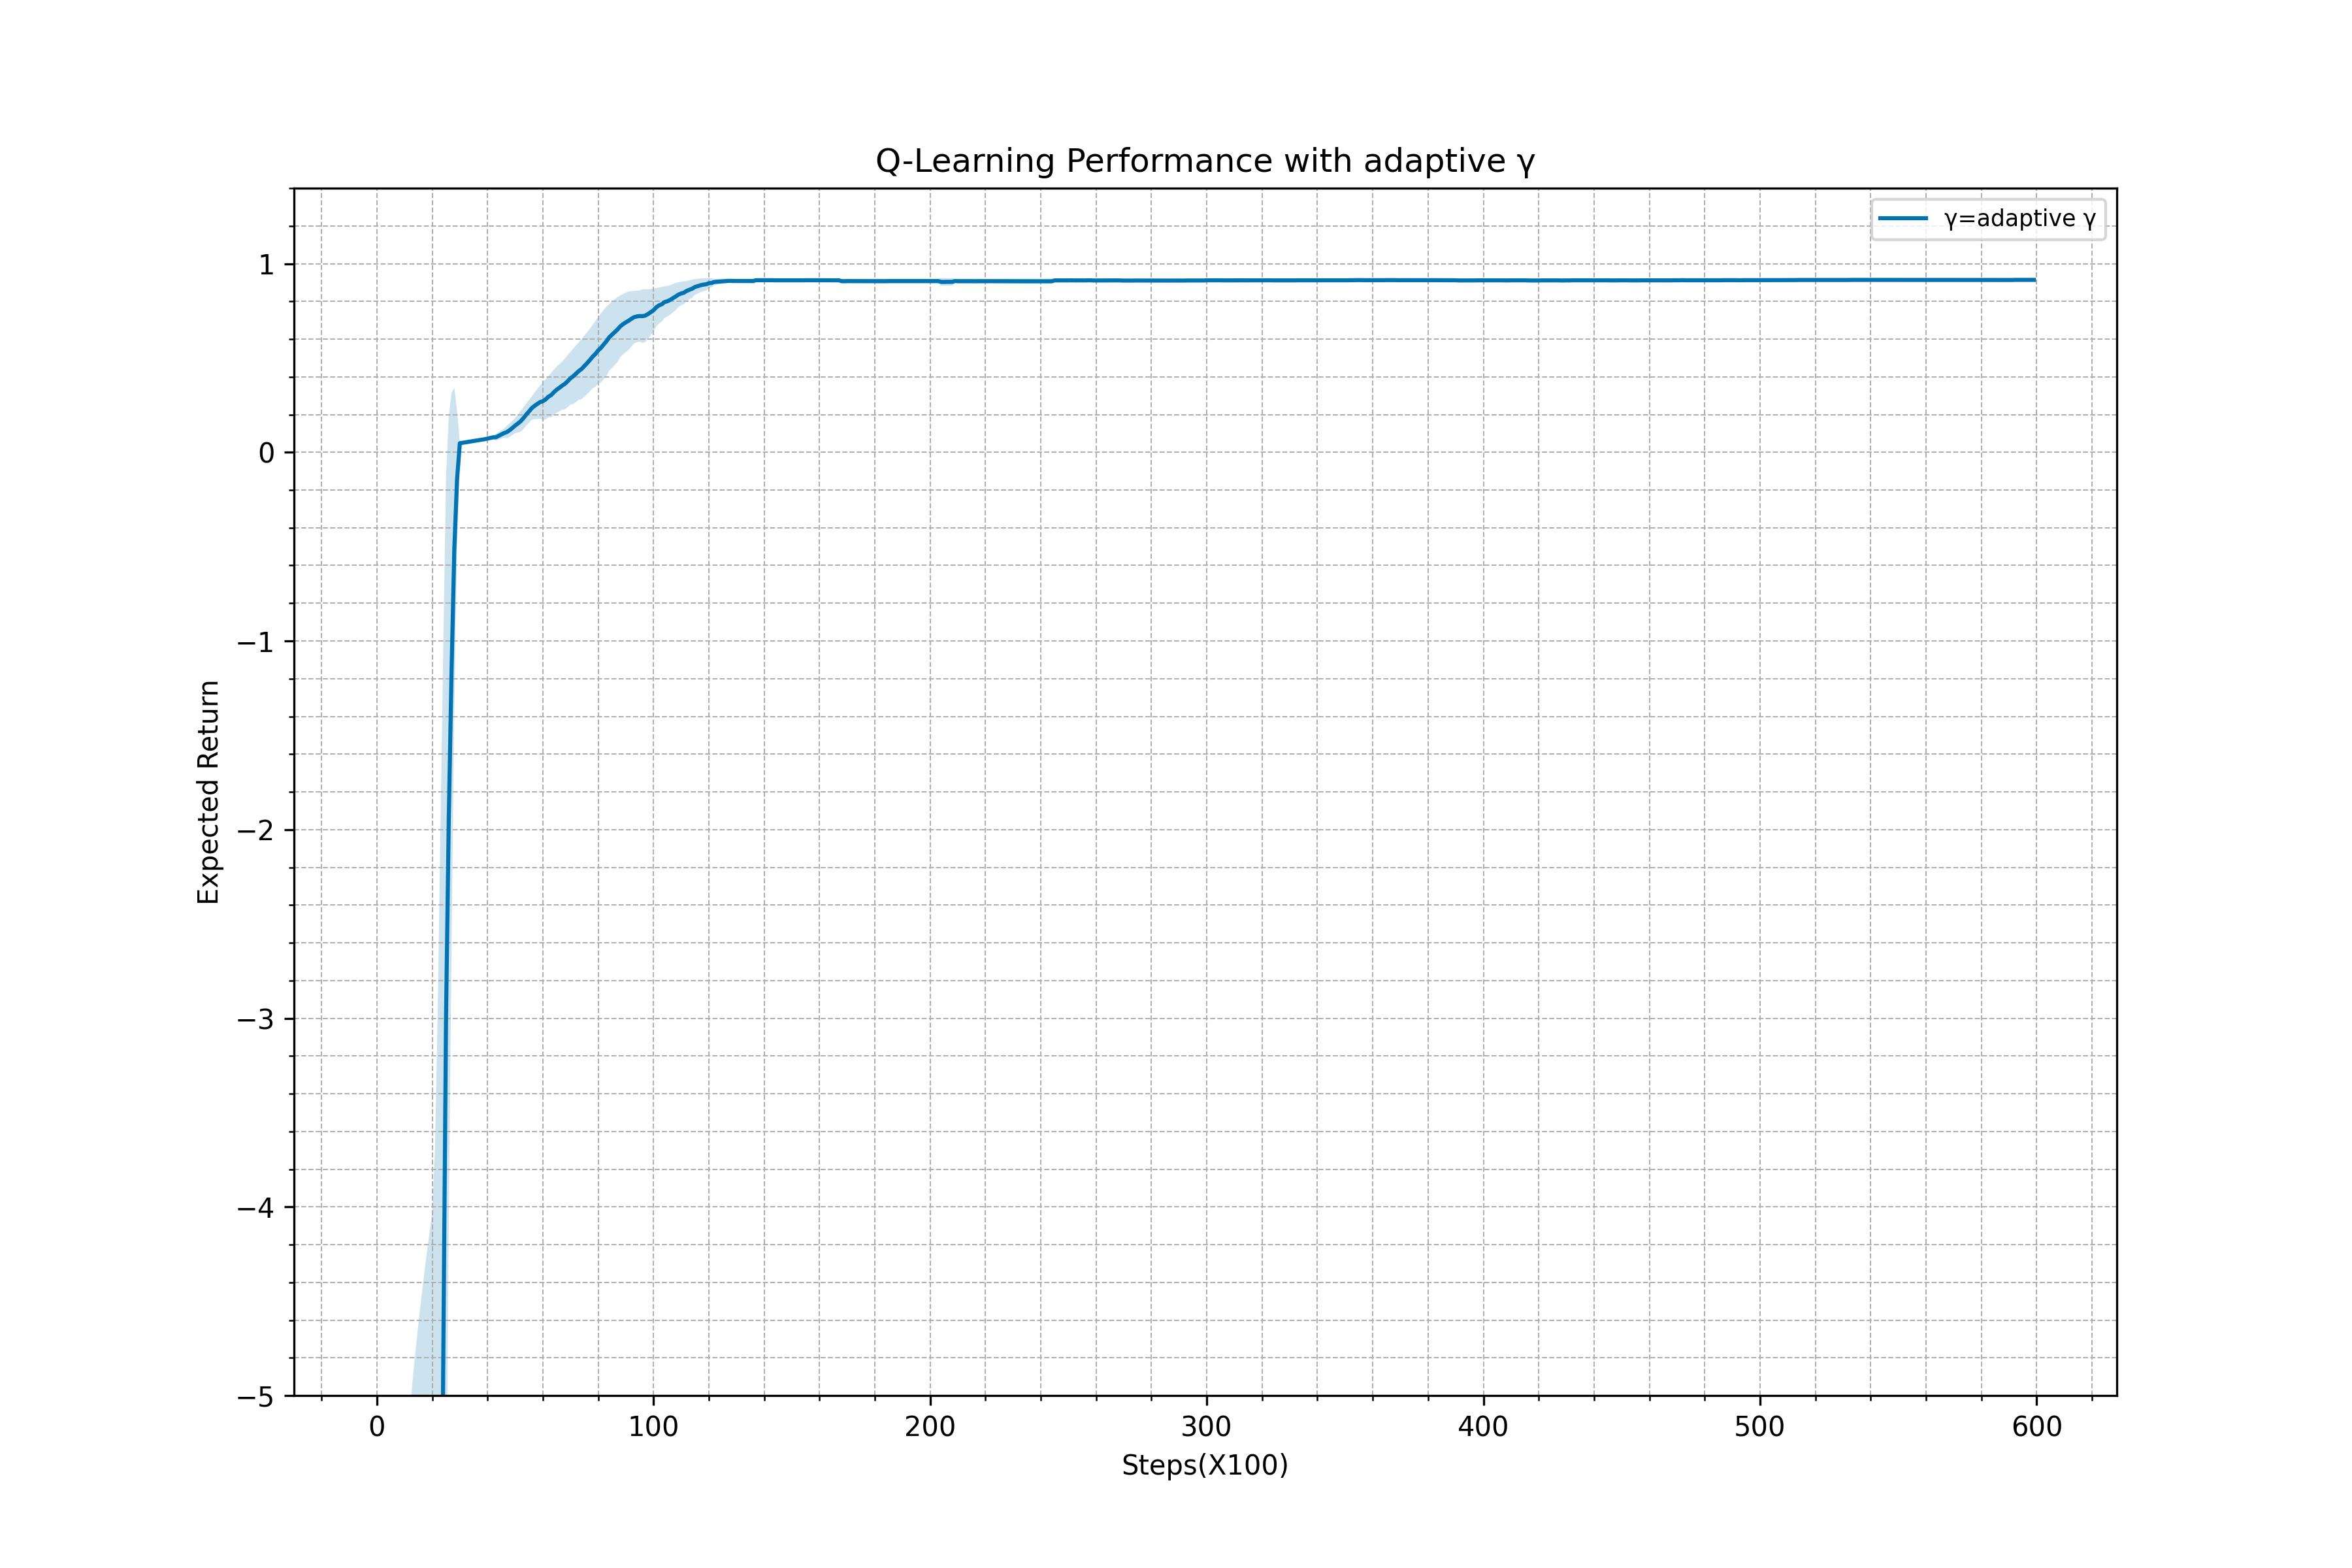 Q-Learning Performance with adaptive γ
γ=adaptive γ
1
0
−1
−2
−3
−4
−5
Expected Return
0 100 200 300 400 500 600
Steps(X100)